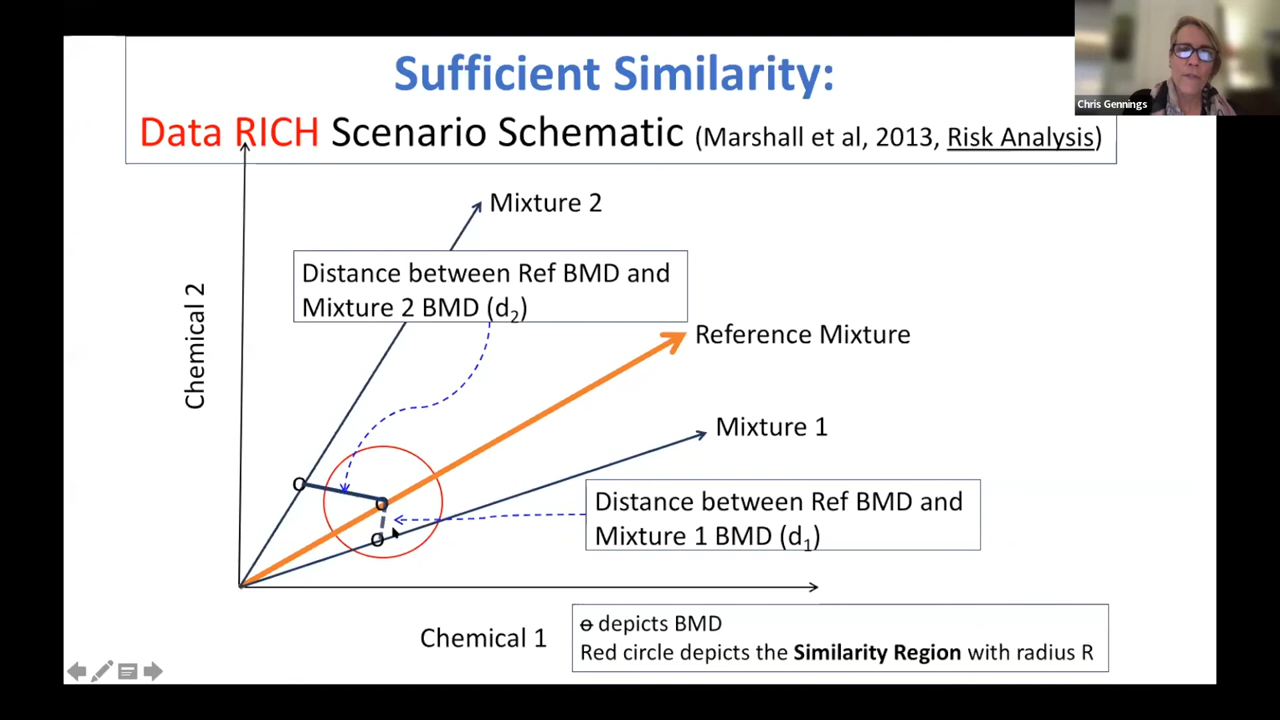 Sufficient Similarity:
Data RICH Scenario Schematic (Marshall et al, 2013, Risk Analysis)
Chris Gennings
Mixture 2
Distance between Ref BMD and
Mixture 2 BMD (d2)
Chemical 2
Reference Mixture
Mixture 1
Distance between Ref BMD and
Mixture 1 BMD (d1)
Chemical 1
o depicts BMD
Red circle depicts the Similarity Region with radius R